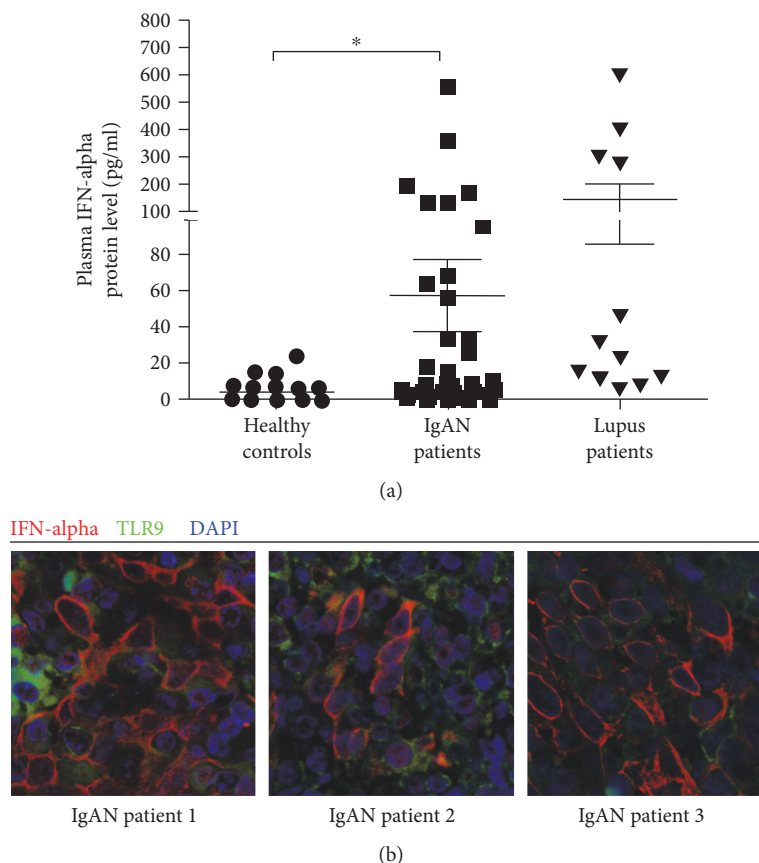 Plasma IFN-alpha
protein level (pg/ml)
800
700
600
500
400
300
200
100
80
60
40
20
0
*
Healthy
controls
IgAN
patients
Lupus
patients
(a)
IFN-alpha TLR9 DAPI
IgAN patient 1
IgAN patient 2
IgAN patient 3
(b)